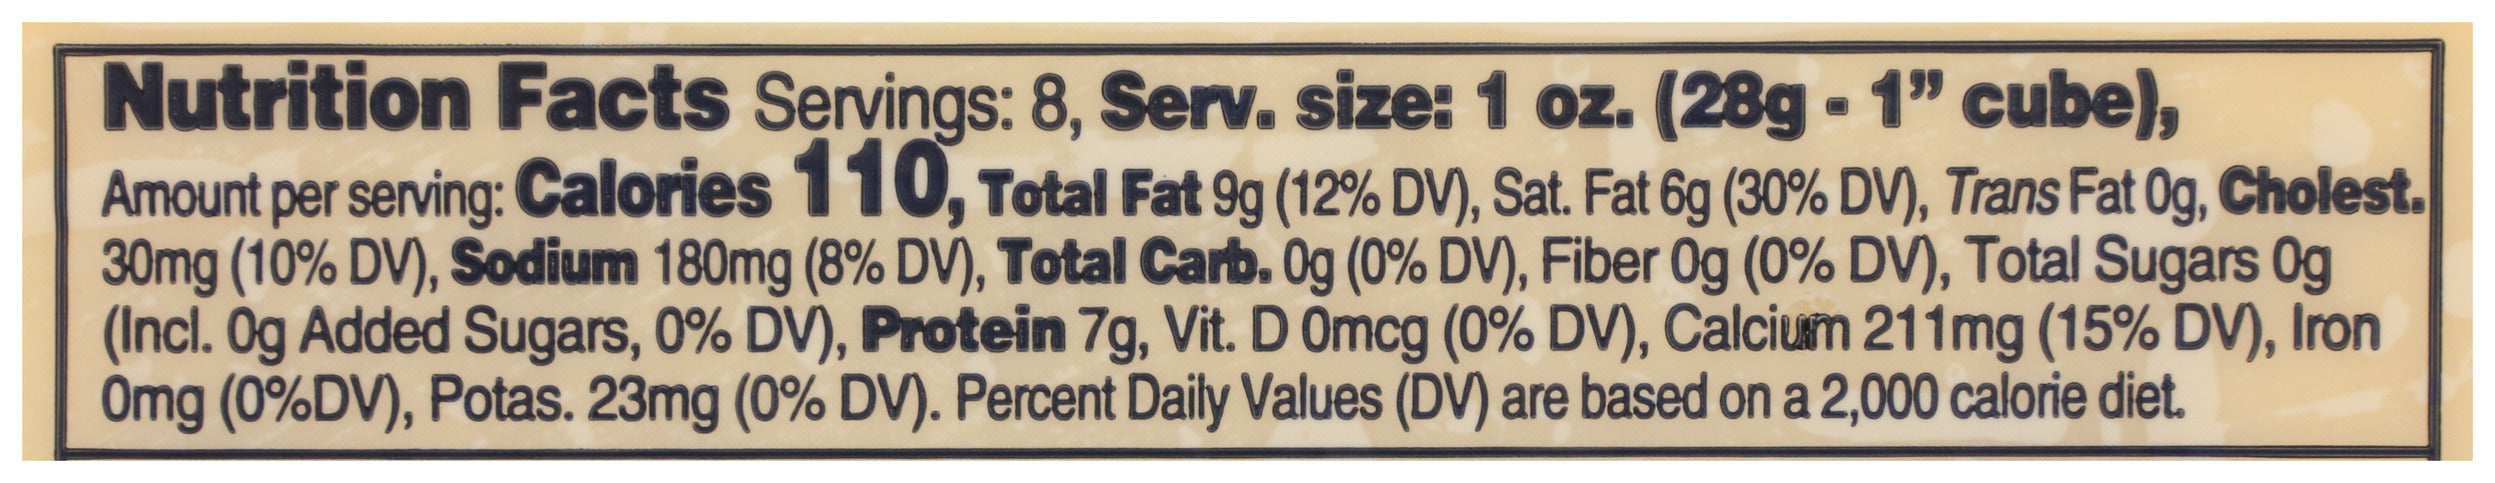 Nutrition Facts Servings: 8, Serv. size: 1 oz. (28g - 1” cube),
Amount per serving: Calories 110, Total Fat 9g (12% DV), Sat. Fat 6g (30% DV), Trans Fat 0g, Cholest.
30mg (10% DV), Sodium 180mg (8% DV), Total Carb. 0g (0% DV), Fiber 0g (0% DV), Total Sugars 0g
(Incl. 0g Added Sugars, 0% DV), Protein 7g, Vit. D 0mcg (0% DV), Calcium 211mg (15% DV), Iron
0mg (0%DV), Potas. 23mg (0% DV). Percent Daily Values (DV) are based on a 2,000 calorie diet.